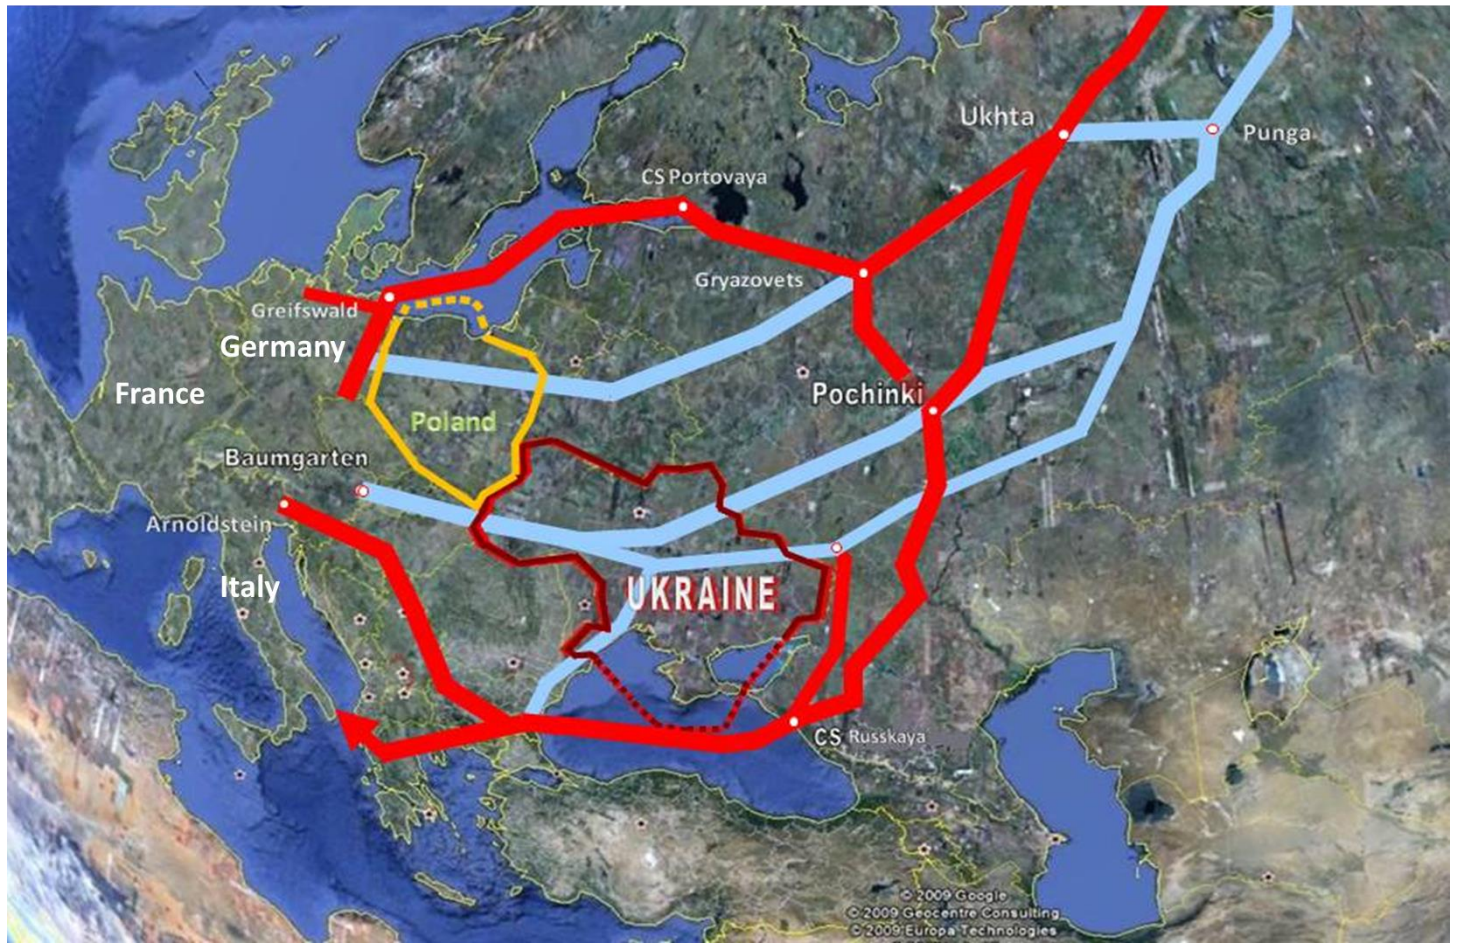 Ukhta
Punga
CS Portovaya
Gryazovets
Greifswald
Germany
France
Pochinki
Poland
Baumgarten
Arnoldstein
Italy
UKRAINE
CS Russkaya
© 2009 Google
© 2009 Geocentre Consulting
© 2009 Europa Technologies